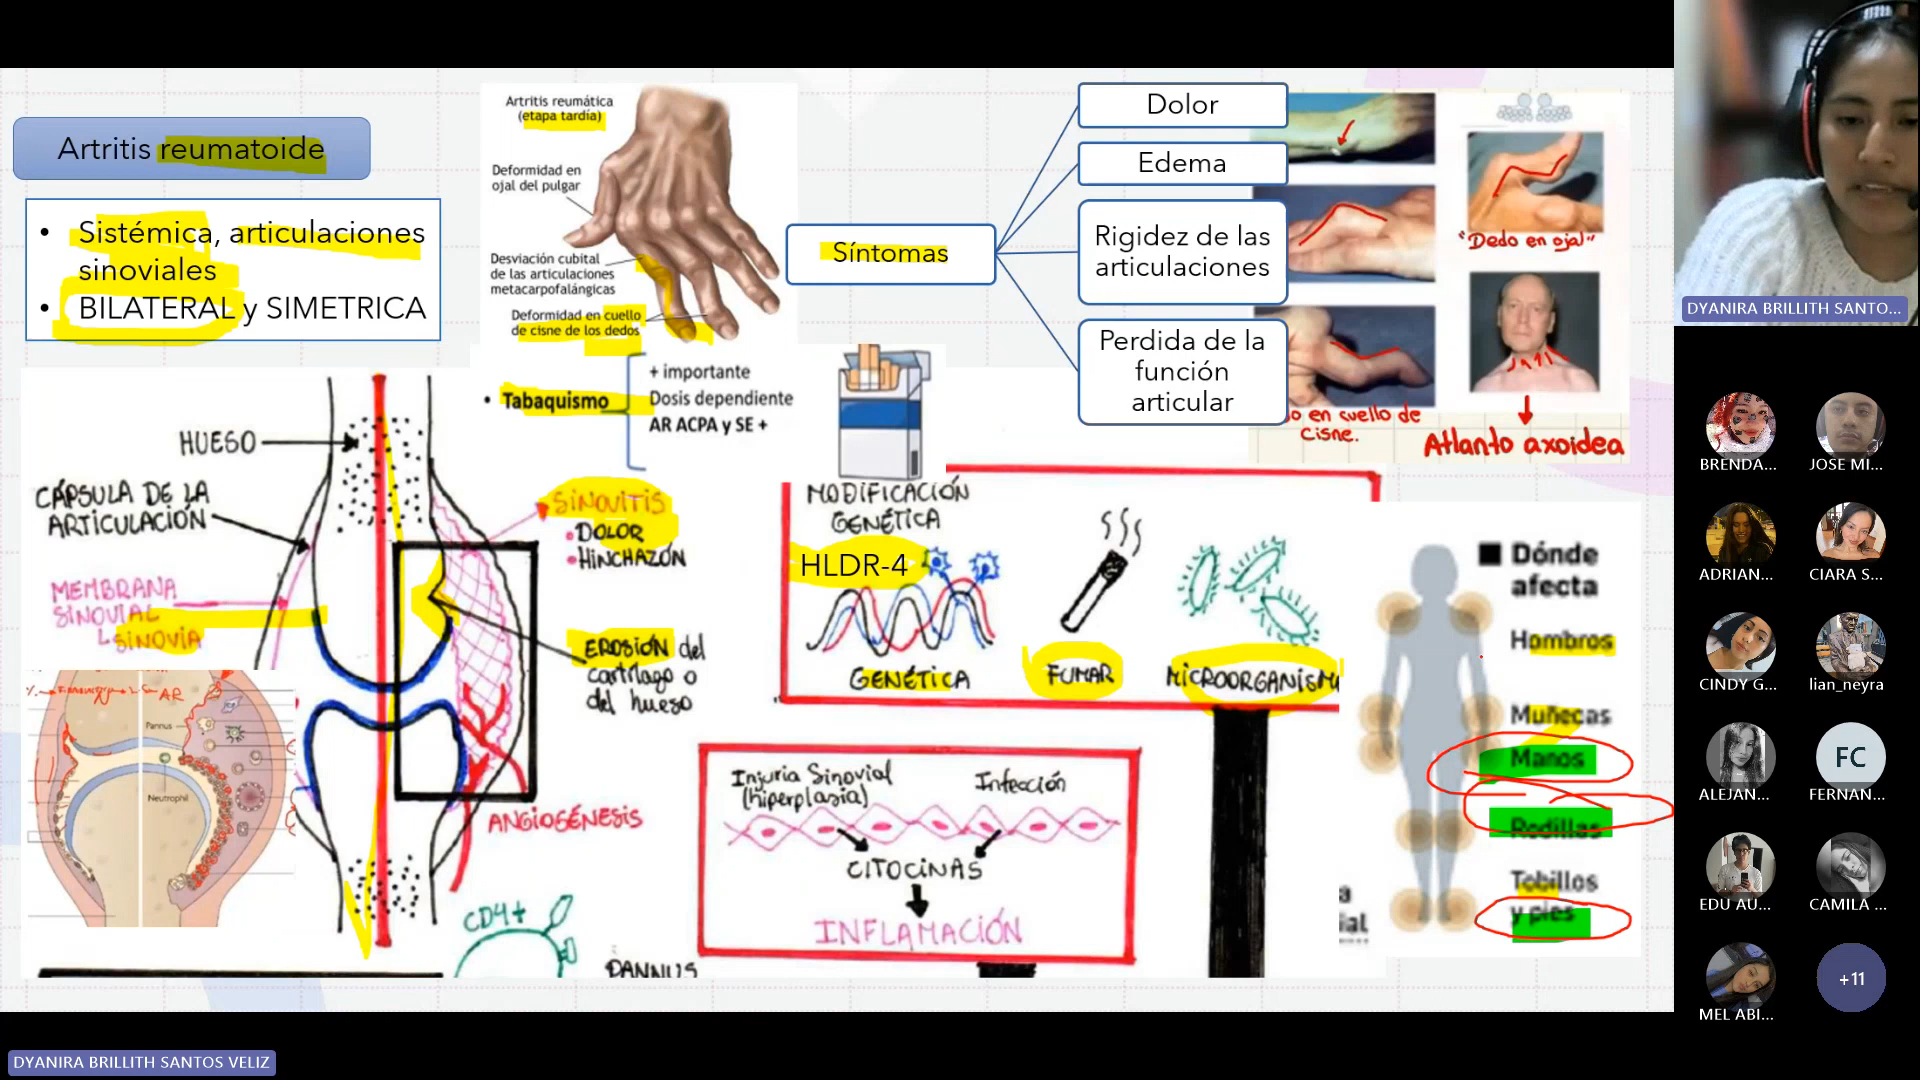 Artritis reumatoide
• Sistémica, articulaciones
sinoviales
• BILATERAL y SIMETRICA
Artritis reumática
(etapa tardía)
Deformidad en
ojal del pulgar
Desviación cubital
de las articulaciones
metacarpofalángicas
Deformidad en cuello
de cisne de los dedos
• Tabaquismo
+ importante
Dosis dependiente
AR ACPA y SE +
Síntomas
Dolor
Edema
Rigidez de las
articulaciones
Perdida de la
función
articular
"Dedo en ojal"
o en cuello de
Cisne.
Atlanto axoidea
HUESO
CÁPSULA DE LA
ARTICULACIÓN
MEMBRANA
SINOVIAL
SINOVIA
SINOVITIS
• DOLOR
• HINCHAZÓN
EROSIÓN del
cartílago o
del hueso
ANGIOGÉNESIS
CD4+
PANNUS
N
AR
Pannus
Neutrophil
MODIFICACIÓN
GENÉTICA
HLDR-4
GENÉTICA
FUMAR
MICROORGANISM
Injuria Sinovial
(hiperplasia)
Infección
CITOCINAS
INFLAMACIÓN
Dónde
afecta
Hombros
Muñecas
Manos
Rodillas
Tobillos
y pies
a
ial
DYANIRA BRILLITH SANTO...
BRENDA...
JOSE MI...
ADRIAN...
CIARA S...
CINDY G...
lian_neyra
ALEJAN...
FC
FERNAN...
EDU AU...
CAMILA ...
MEL ABI...
+11
DYANIRA BRILLITH SANTOS VELIZ